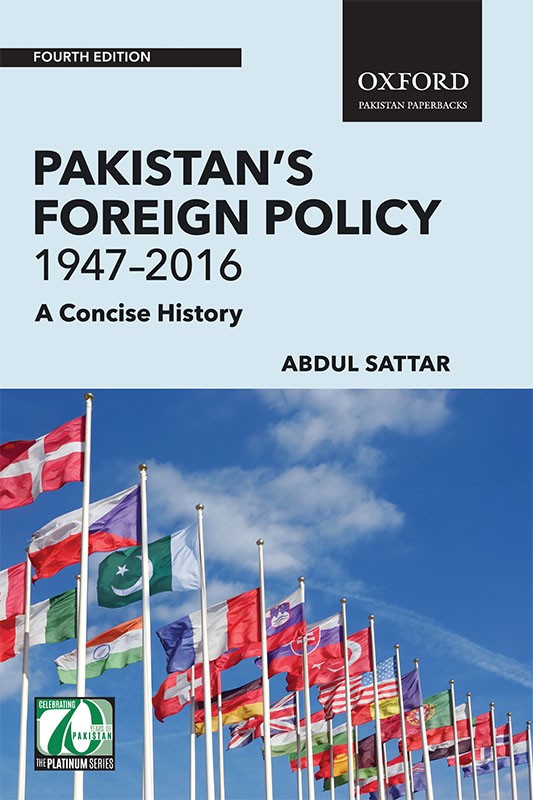 FOURTH EDITION
OXFORD
PAKISTAN PAPERBACKS
PAKISTAN'S
FOREIGN POLICY
1947–2016
A Concise History
ABDUL SATTAR
CELEBRATING
70
YEARS OF
PAKISTAN
THE PLATINUM SERIES